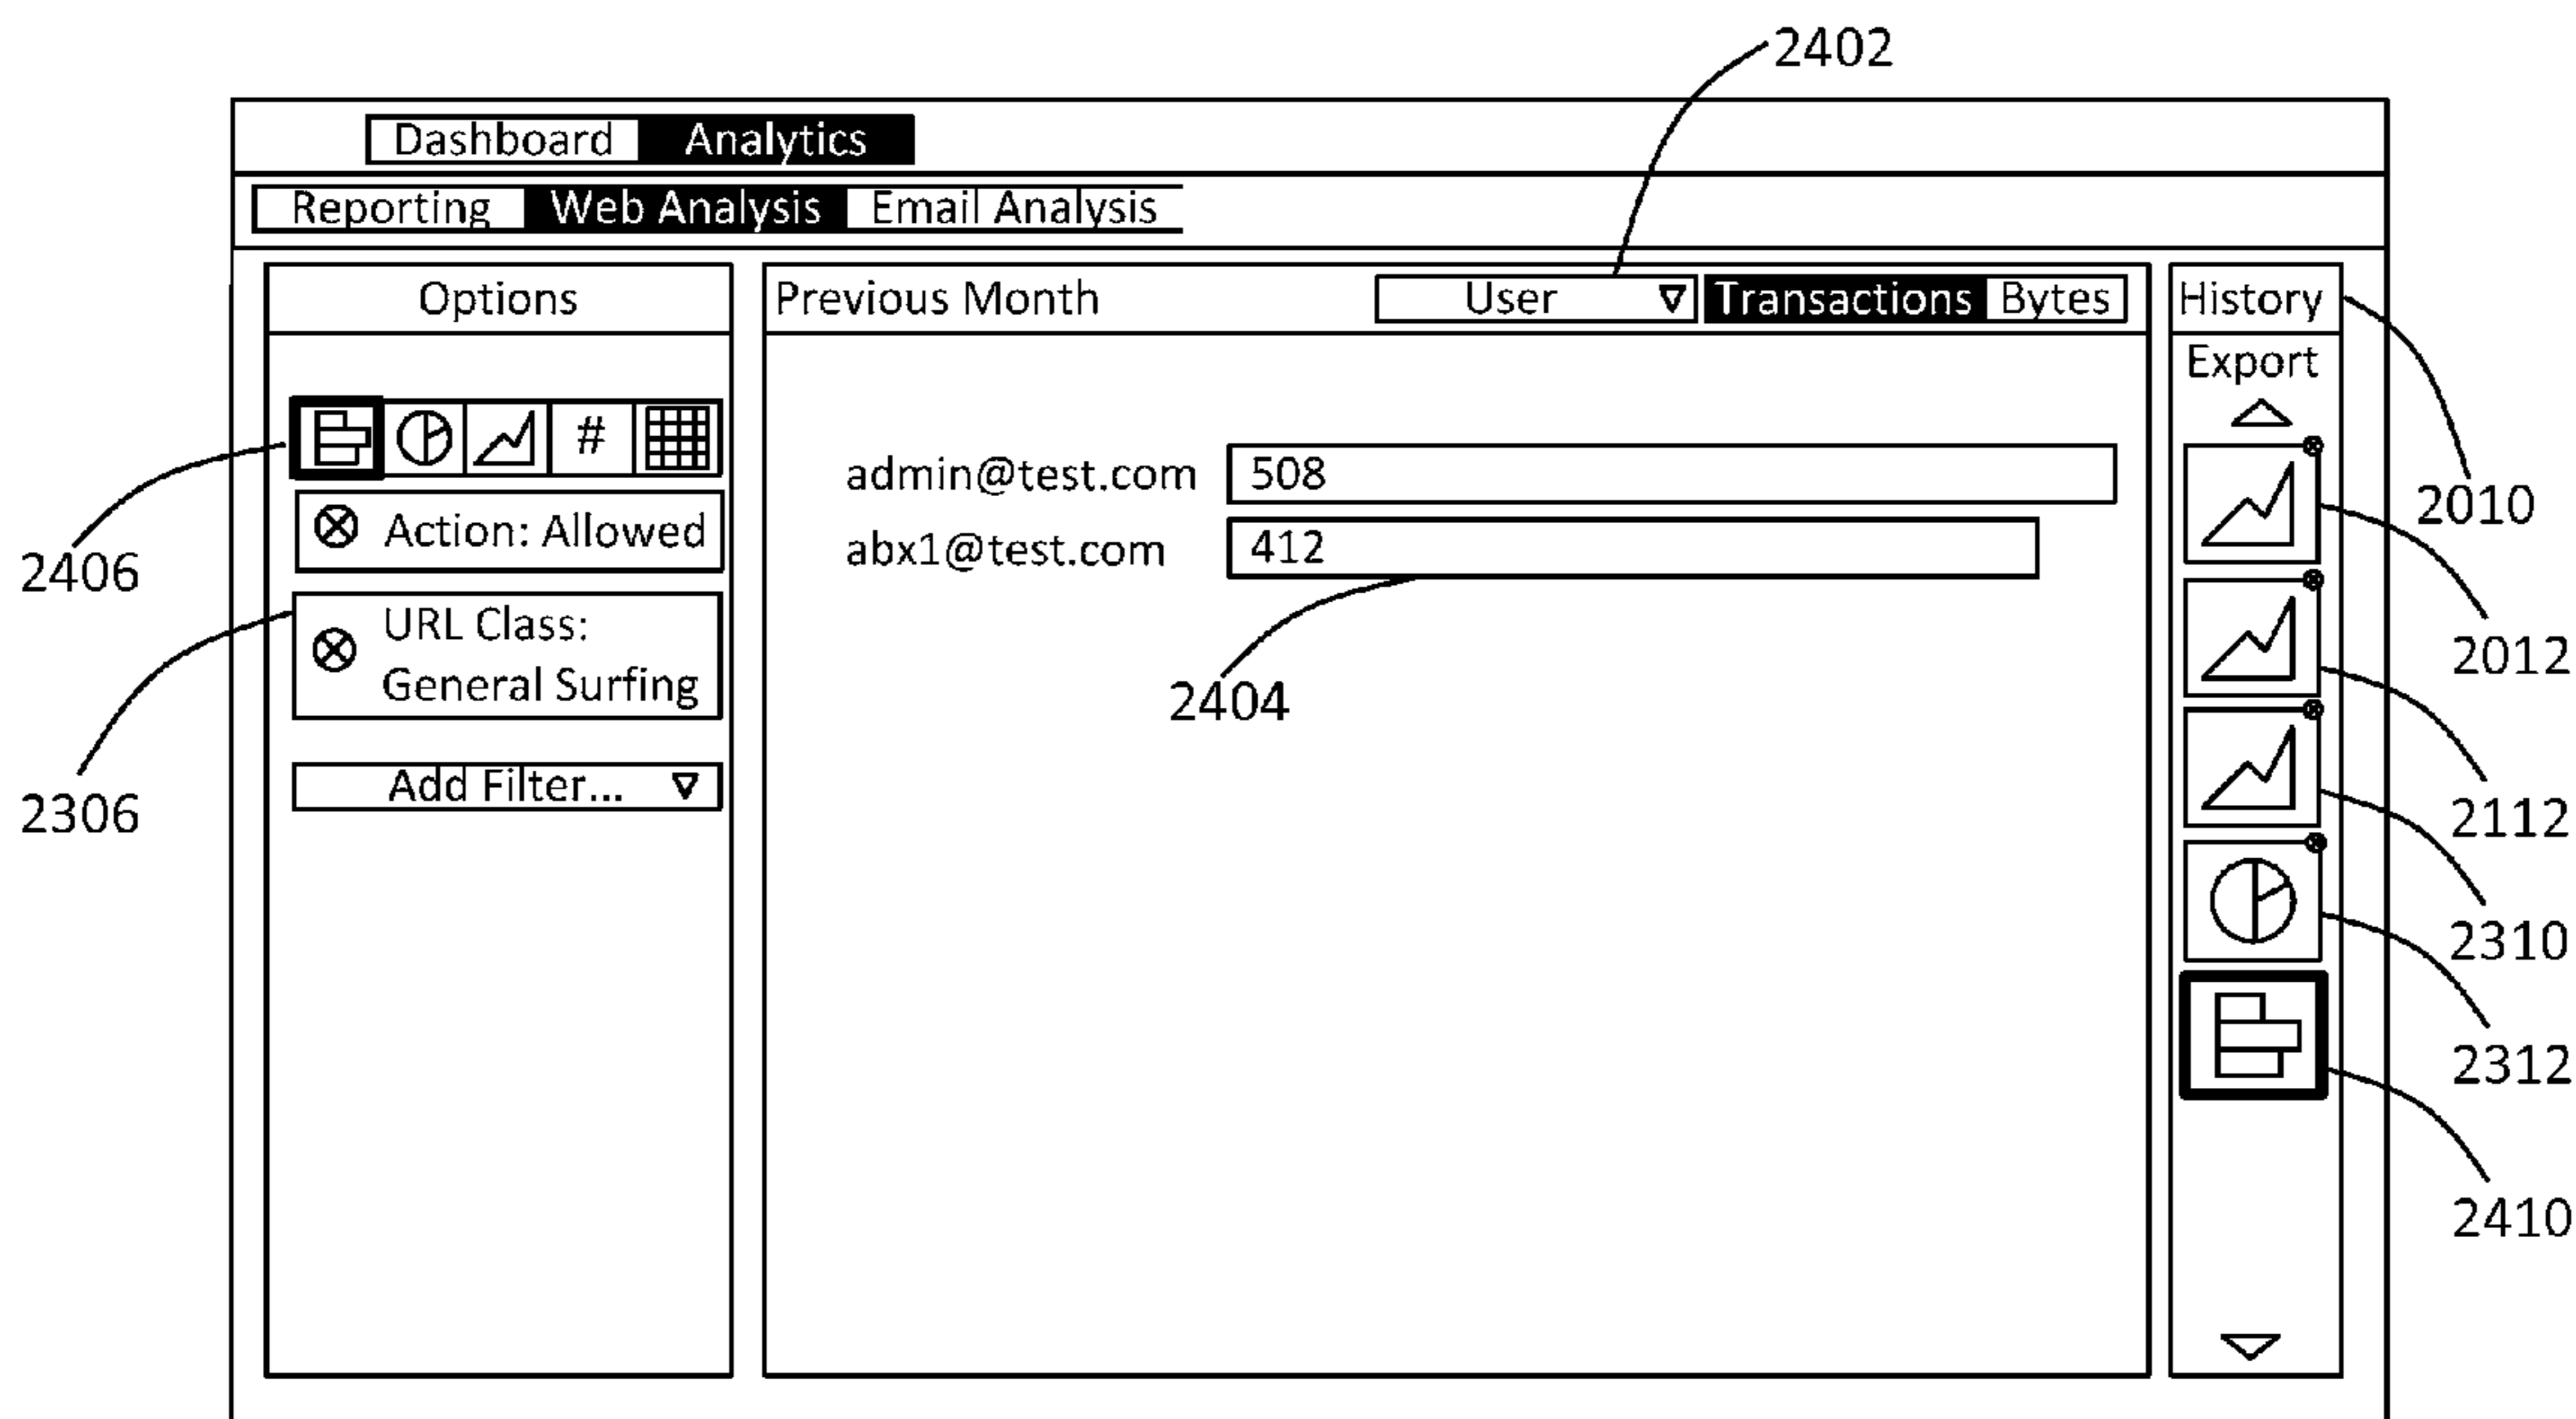 2402
Dashboard Analytics
Reporting Web Analysis Email Analysis
Options
Previous Month User Transactions Bytes
History
Export
#
admin@test.com 508
abx1@test.com 412
Action: Allowed
URL Class:
General Surfing
Add Filter...
2406
2306
2404
2010
2012
2112
2310
2312
2410